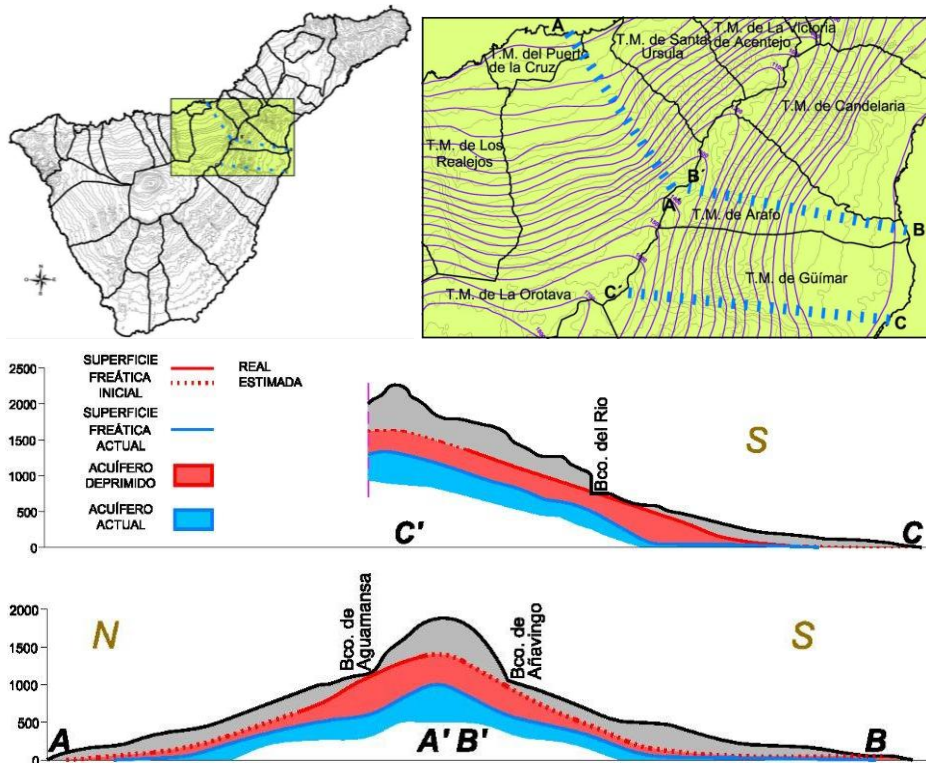 A
T.M. de La Victoria
de Acentejo
T.M. de Santa
Ursula
T.M. del Puerto
de la Cruz
T.M. de Candelaria
T.M. de Los
Realejos
B´
A´
T.M. de Arafo
B
T.M. de Güímar
T.M. de La Orotava
C´
C
SUPERFICIE
FREÁTICA
INICIAL
REAL
ESTIMADA
SUPERFICIE
FREÁTICA
ACTUAL
ACUÍFERO
DEPRIMIDO
ACUÍFERO
ACTUAL
2500
2000
1500
1000
500
0
Bco. del Rio
S
C'
C
2000
1500
1000
500
0
N
Bco. de
Aguamansa
Bco. de
Añavingo
S
A
A' B'
B